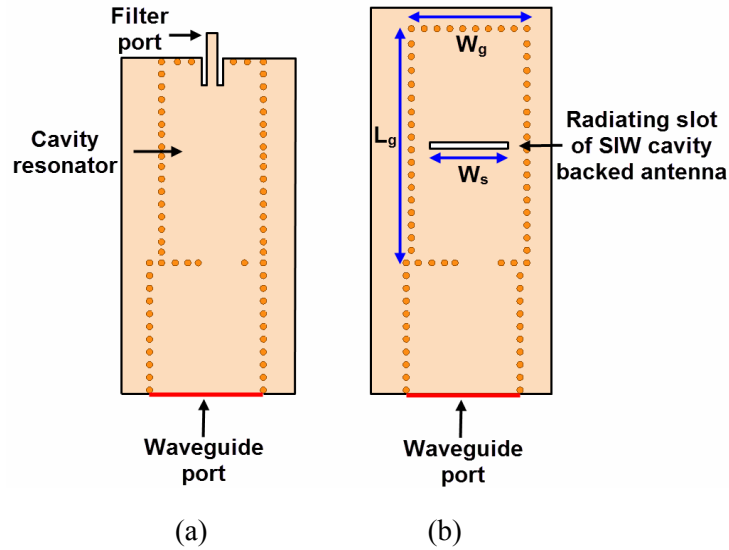 Filter
port
Cavity
resonator
Waveguide
port
(a)
Wg
Lg
Ws
Radiating slot
of SIW cavity
backed antenna
Waveguide
port
(b)